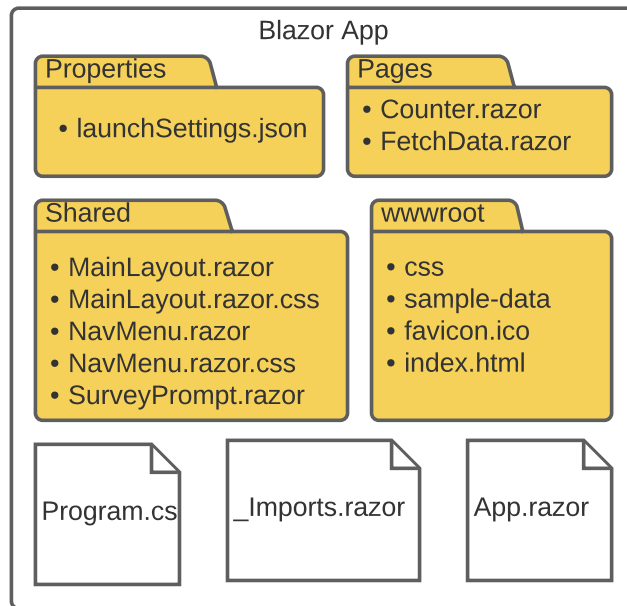 Blazor App
Properties
• launchSettings.json
Pages
• Counter.razor
• FetchData.razor
Shared
• MainLayout.razor
• MainLayout.razor.css
• NavMenu.razor
• NavMenu.razor.css
• SurveyPrompt.razor
wwwroot
• css
• sample-data
• favicon.ico
• index.html
Program.cs
_Imports.razor
App.razor